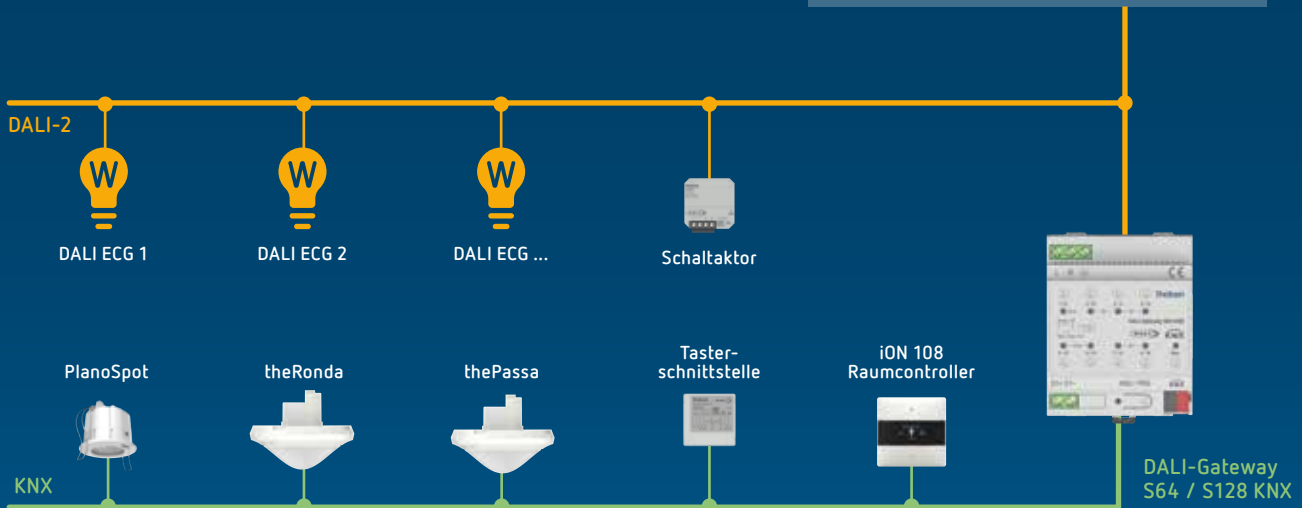 DALI-2
W
W
W
DALI ECG 1
DALI ECG 2
DALI ECG ...
Schaltaktor
PlanoSpot
theRonda
thePassa
Taster-
schnittstelle
iON 108
Raumcontroller
KNX
DALI-Gateway
S64 / S128 KNX